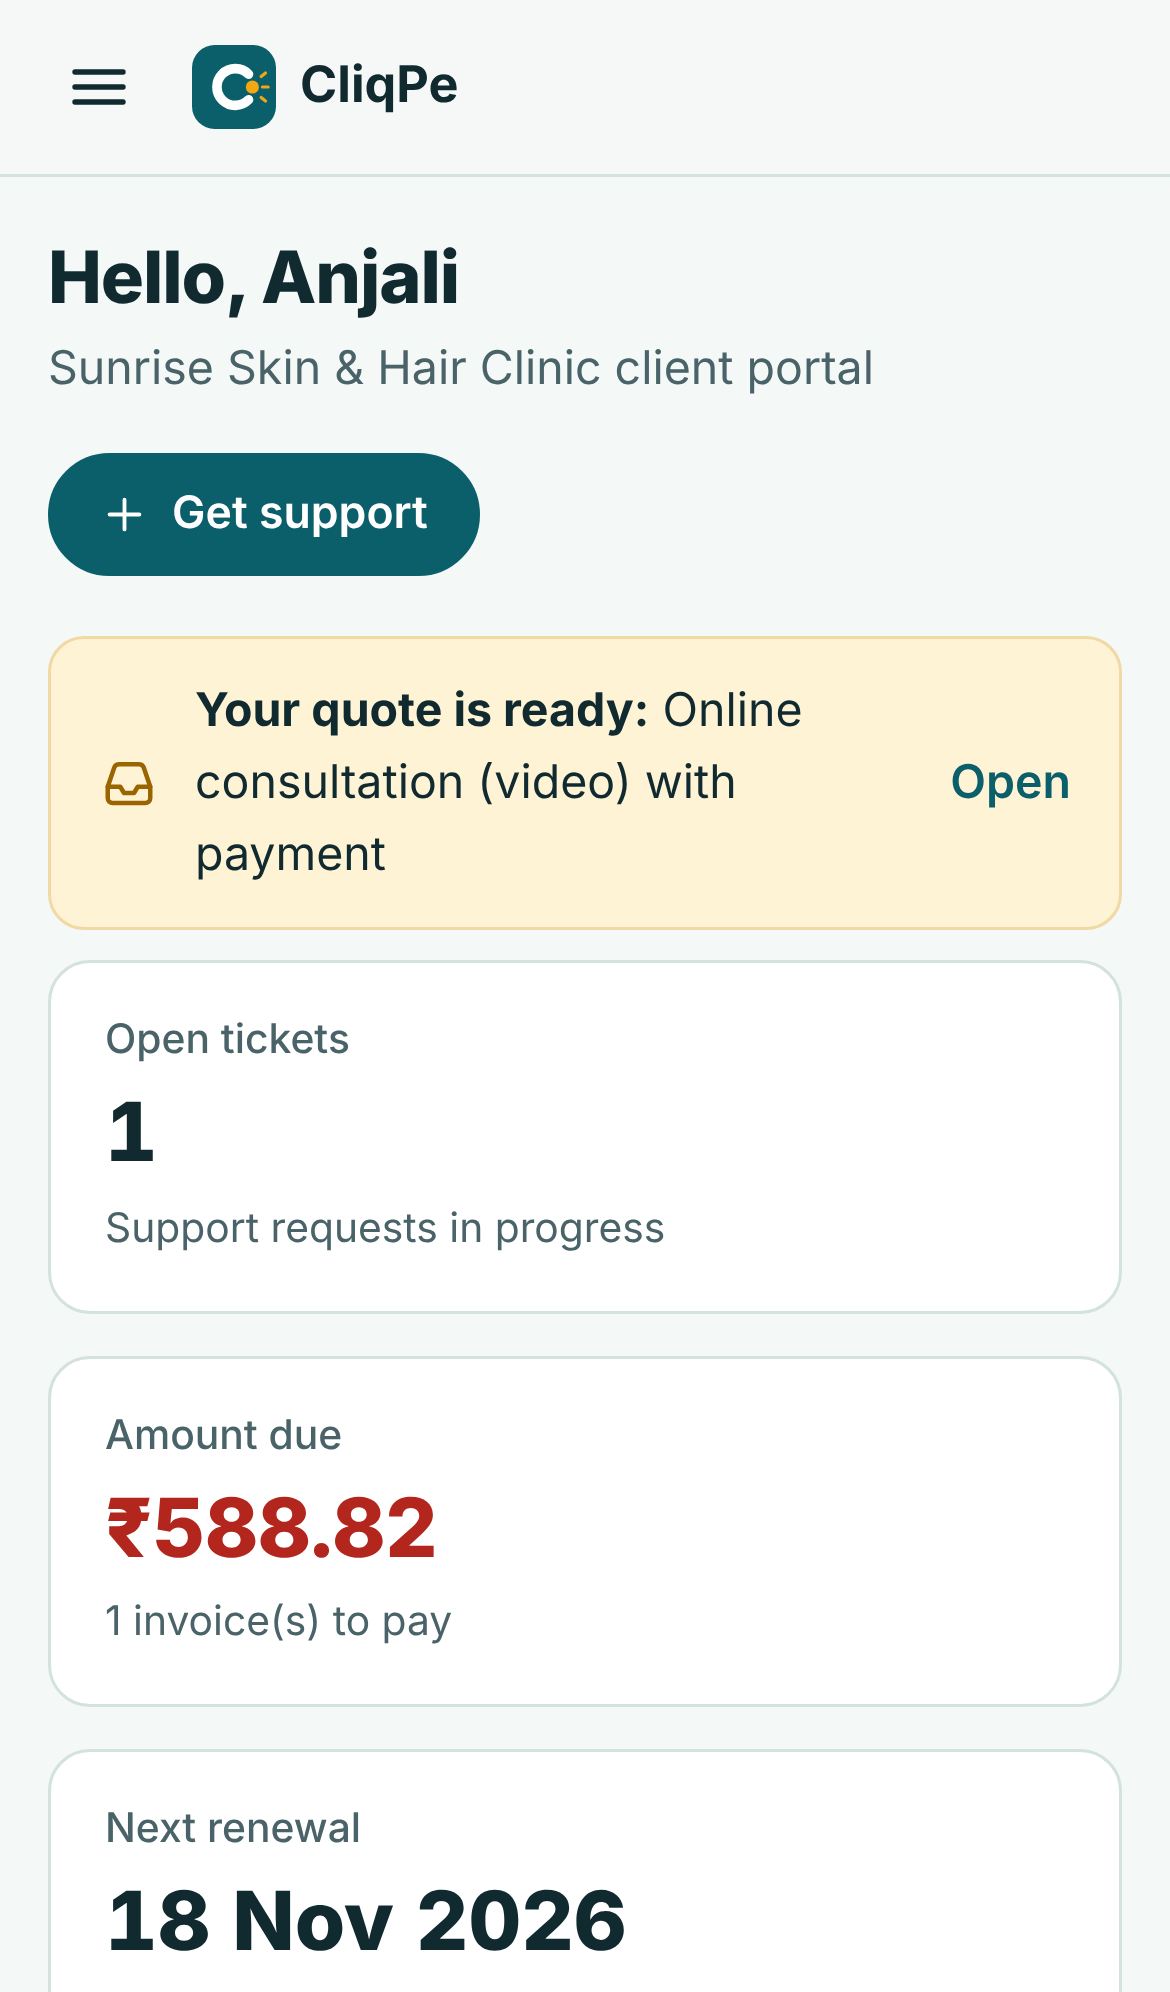 CliqPe
Hello, Anjali
Sunrise Skin & Hair Clinic client portal
+ Get support
Your quote is ready: Online
consultation (video) with
payment
Open
Open tickets
1
Support requests in progress
Amount due
₹588.82
1 invoice(s) to pay
Next renewal
18 Nov 2026